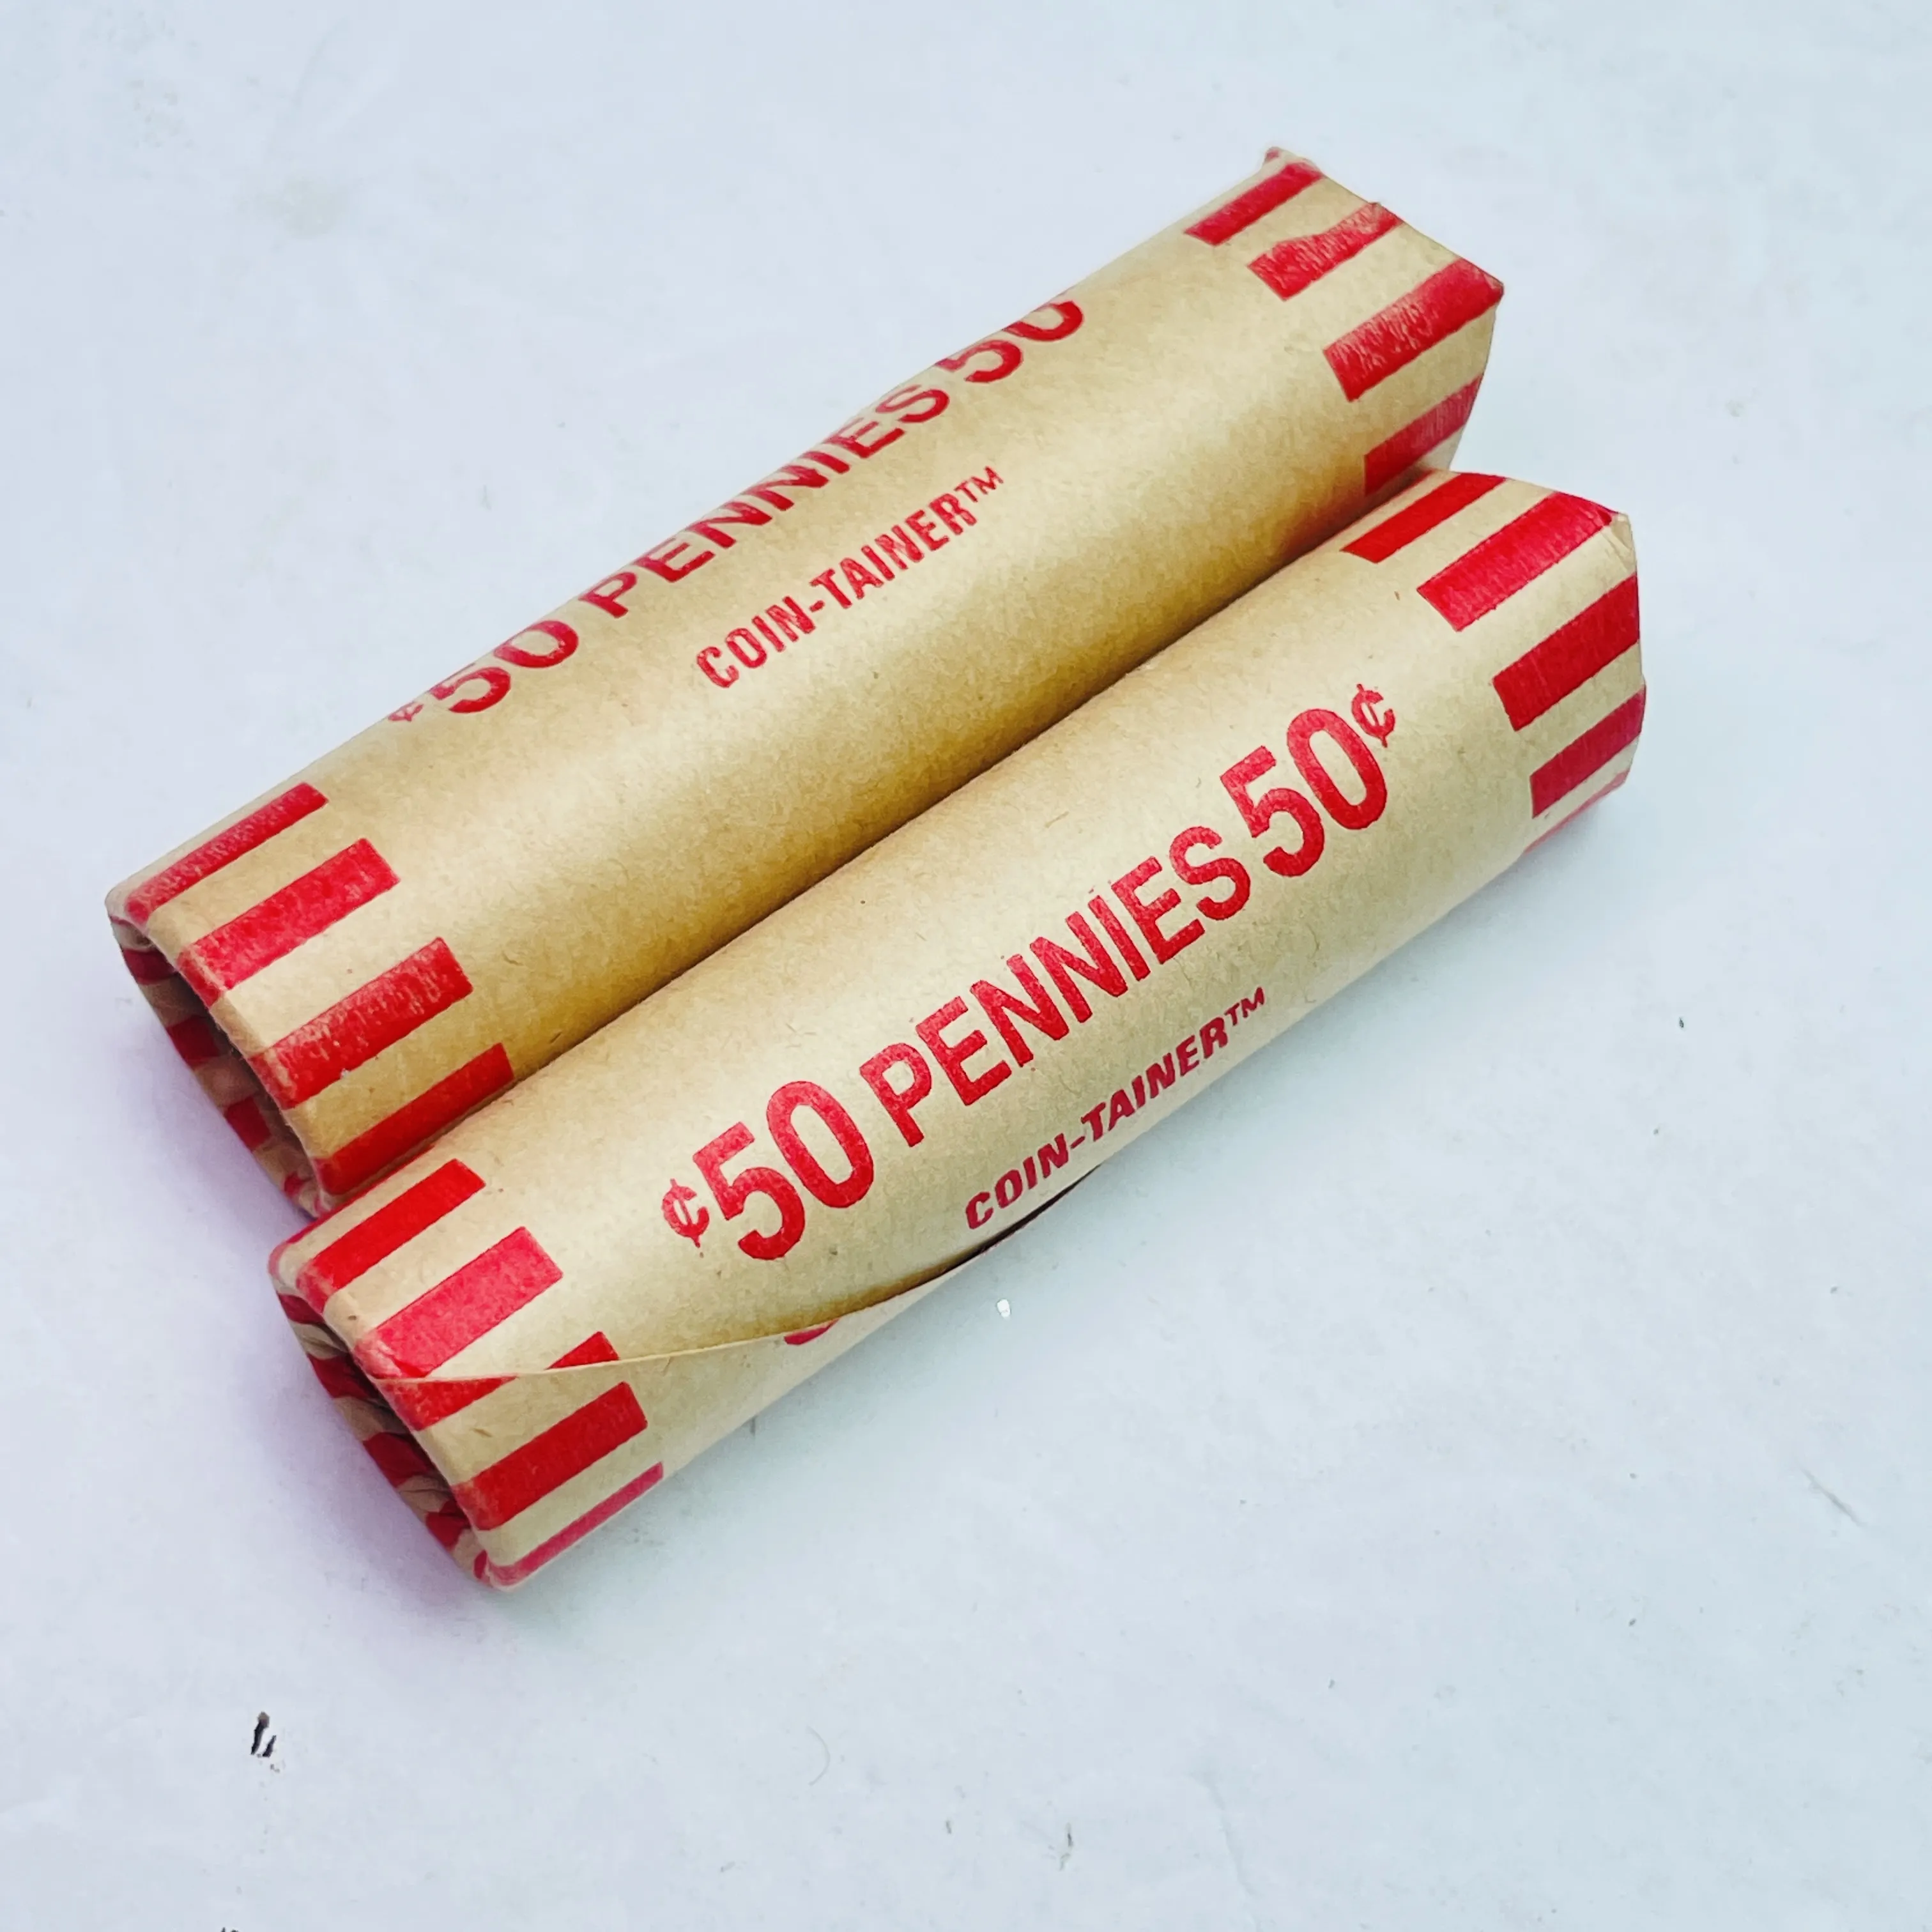 ¢50 PENNIES 50
COIN-TAINER™
¢50 PENNIES 50¢
COIN-TAINER™